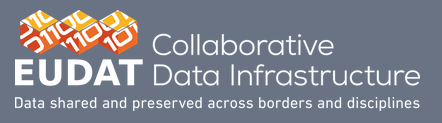 Collaborative
EUDAT Data Infrastructure
Data shared and preserved across borders and disciplines